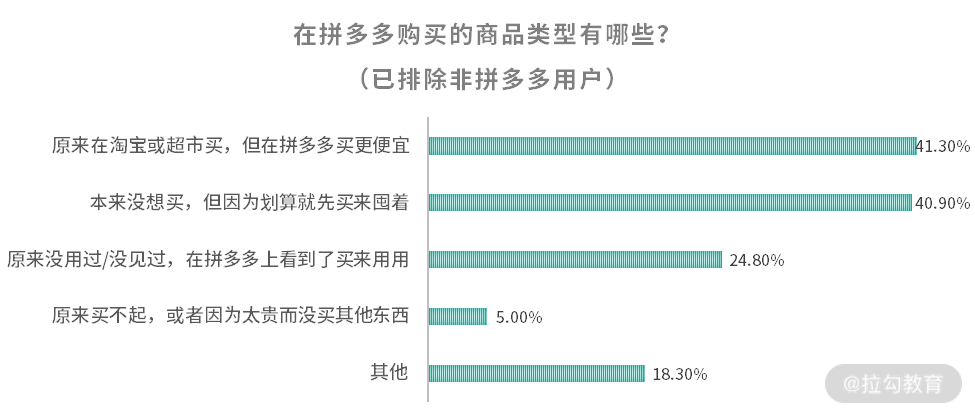 在拼多多购买的商品类型有哪些？
（已排除非拼多多用户）
原来在淘宝或超市买，但在拼多多买更便宜 41.30%
本来没想买，但因为划算就先买来囤着 40.90%
原来没用过/没见过，在拼多多上看到了买来用用 24.80%
原来买不起，或者因为太贵而没买其他东西 5.00%
其他 18.30%
@拉勾教育